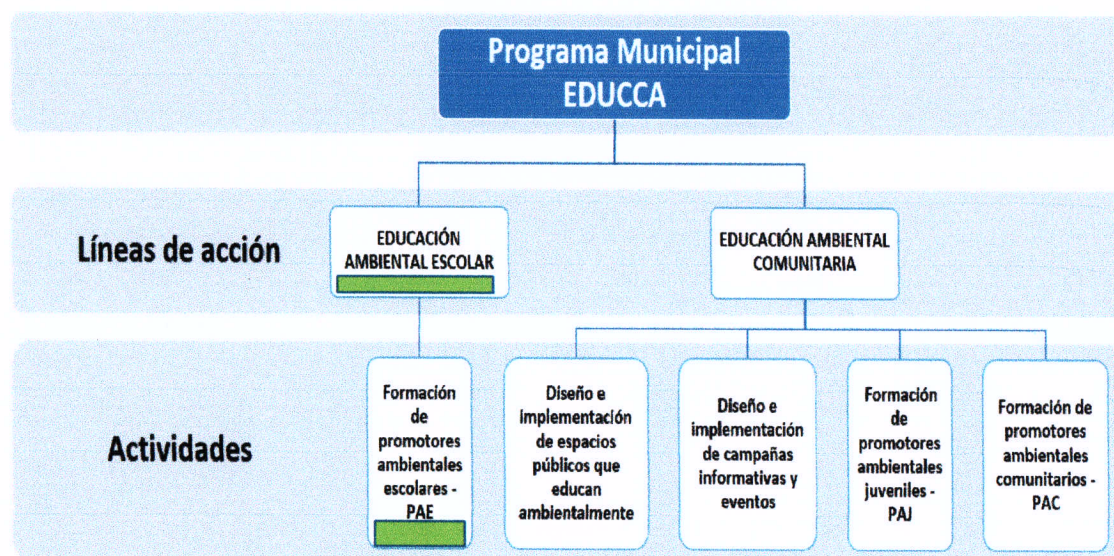 Programa Municipal
EDUCCA
Líneas de acción
EDUCACIÓN
AMBIENTAL ESCOLAR
EDUCACIÓN AMBIENTAL
COMUNITARIA
Actividades
Formación
de
promotores
ambientales
escolares -
PAE
Diseño e
implementación
de espacios
públicos que
educan
ambientalmente
Diseño e
implementación
de campañas
informativas y
eventos
Formación
de
promotores
ambientales
juveniles -
PAJ
Formación de
promotores
ambientales
comunitarios -
PAC